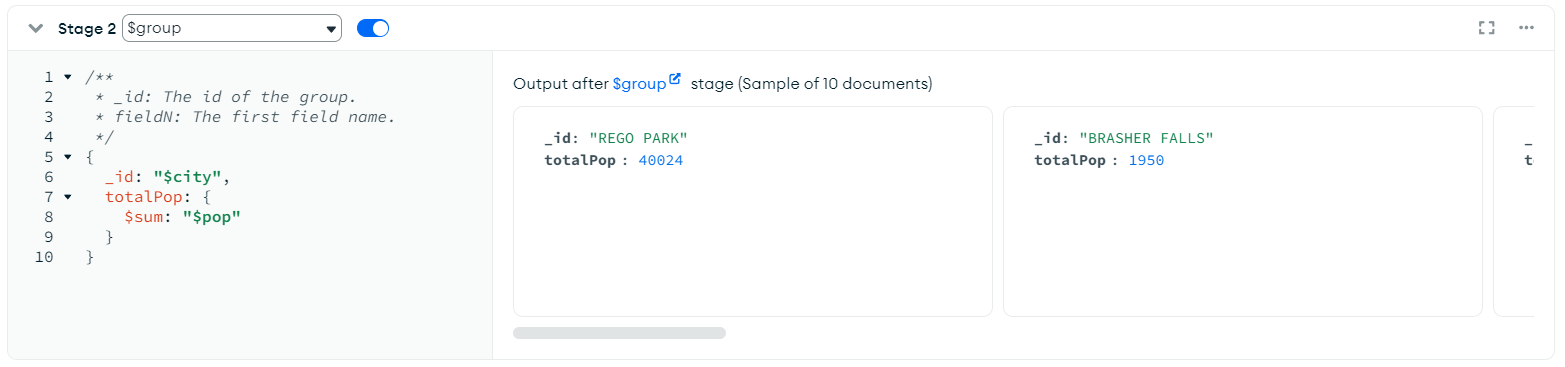 Stage 2 $group
1 /**
2 * _id: The id of the group.
3 * fieldN: The first field name.
4 */
5 {
6 _id: "$city",
7 totalPop: {
8 $sum: "$pop"
9 }
10 }
Output after $group stage (Sample of 10 documents)
_id: "REGO PARK"
totalPop : 40024
_id: "BRASHER FALLS"
totalPop : 1950